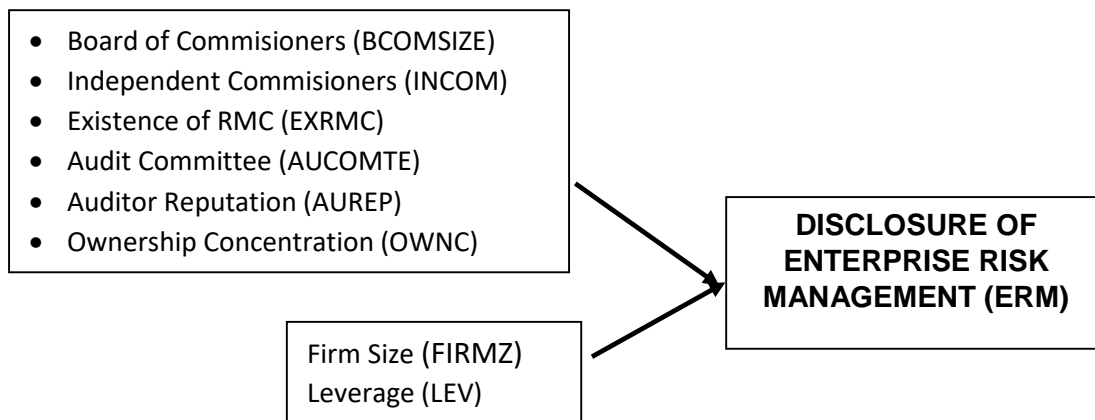 • Board of Commisioners (BCOMSIZE)
• Independent Commisioners (INCOM)
• Existence of RMC (EXRMC)
• Audit Committee (AUCOMTE)
• Auditor Reputation (AUREP)
• Ownership Concentration (OWNC)
DISCLOSURE OF
ENTERPRISE RISK
MANAGEMENT (ERM)
Firm Size (FIRMZ)
Leverage (LEV)